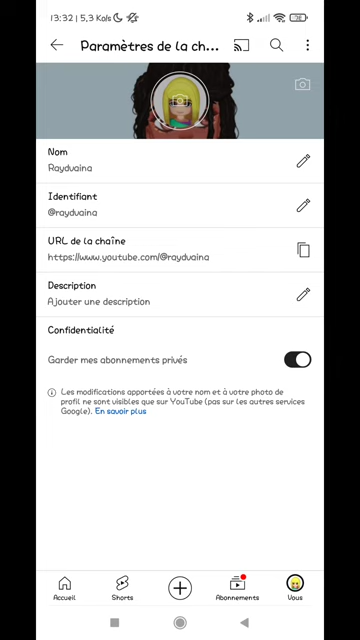 13:32 | 5,3 Ko/s
Paramètres de la ch...
Nom
Rayduaina
Identifiant
@rayduaina
URL de la chaîne
https://www.youtube.com/@rayduaina
Description
Ajouter une description
Confidentialité
Garder mes abonnements privés
Les modifications apportées à votre nom et à votre photo de
profil ne sont visibles que sur YouTube (pas sur les autres services
Google). En savoir plus
Accueil
Shorts
Abonnements
Vous